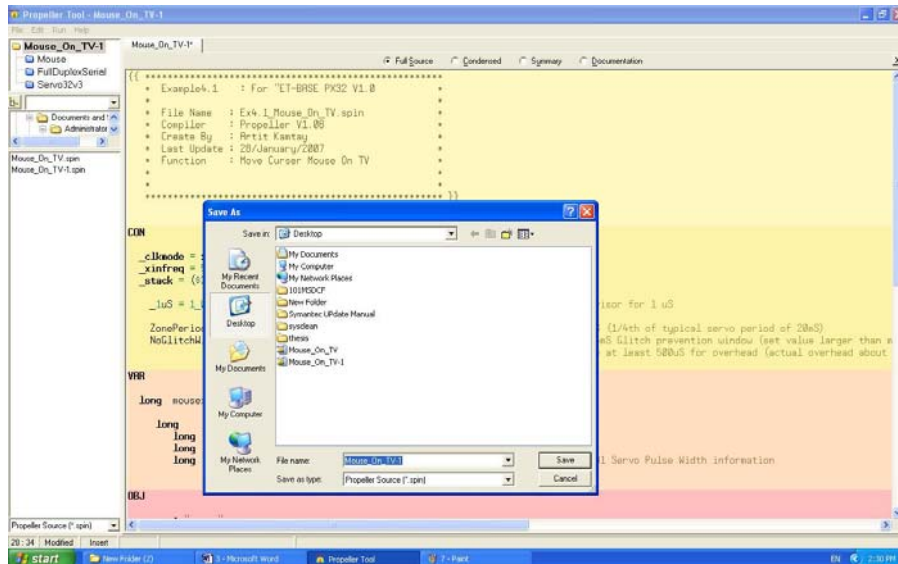 Propeller Tool - Mouse_On_TV-1
File Edit Run Help
Mouse_On_TV-1
Mouse
FullDuplexSerial
Servo32v3
Mouse_On_TV-1*
Full Source Condensed Summary Documentation
Documents and
Administrator
Mouse_On_TV.spin
Mouse_On_TV-1.spin
{{ ****************************************************
* Example4.1 : For "ET-BASE PX32 V1.0 *
* *
* File Name : Ex4.1_Mouse_On_TV.spin *
* Compiler : Propeller V1.06 *
* Create By : Artit Kantay *
* Last Update : 28/January/2007 *
* Function : Move Curser Mouse On TV *
* *
* *
**************************************************** }}
CON
_clkmode =
_xinfreq =
_stack =
_1uS = 1_
isor for 1 uS
ZonePerio
(1/4th of typical servo period of 20mS)
NoGlitchW
mS Glitch prevention window (set value larger than
at least 500uS for overhead (actual overhead about
VAR
long mouse
long
long
long
long
Servo Pulse Width information
OBJ
Save As
Save in: Desktop
My Recent Documents
Desktop
My Documents
My Computer
My Network Places
My Documents
My Computer
My Network Places
101MSDCF
New Folder
Symantec UPdate Manual
sysclean
thesis
Mouse_On_TV
Mouse_On_TV-1
File name: Mouse_On_TV-1
Save
Save as type: Propeller Source (*.spin)
Cancel
Propeller Source (*.spin)
20 : 34 Modified Insert
start
New Folder (2)
3 - Microsoft Word
Propeller Tool
7 - Paint
EN
2:30 PM